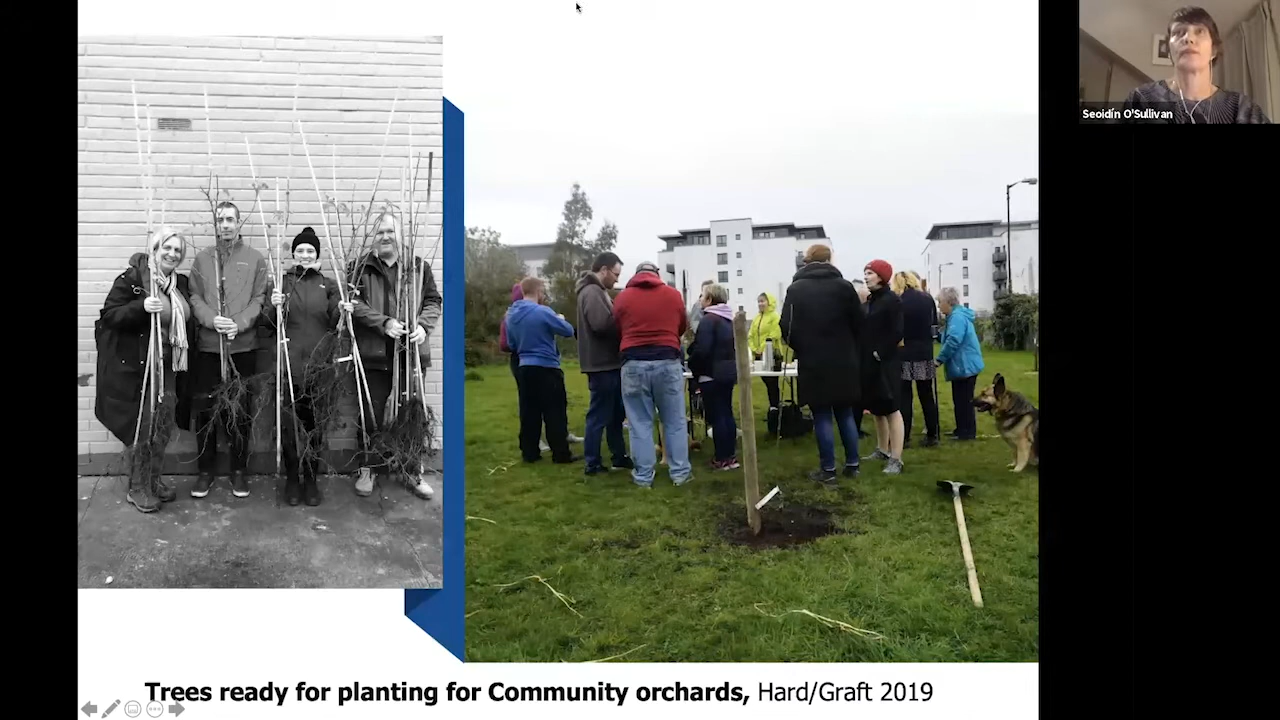 Seoidín O'Sullivan
Trees ready for planting for Community orchards, Hard/Graft 2019